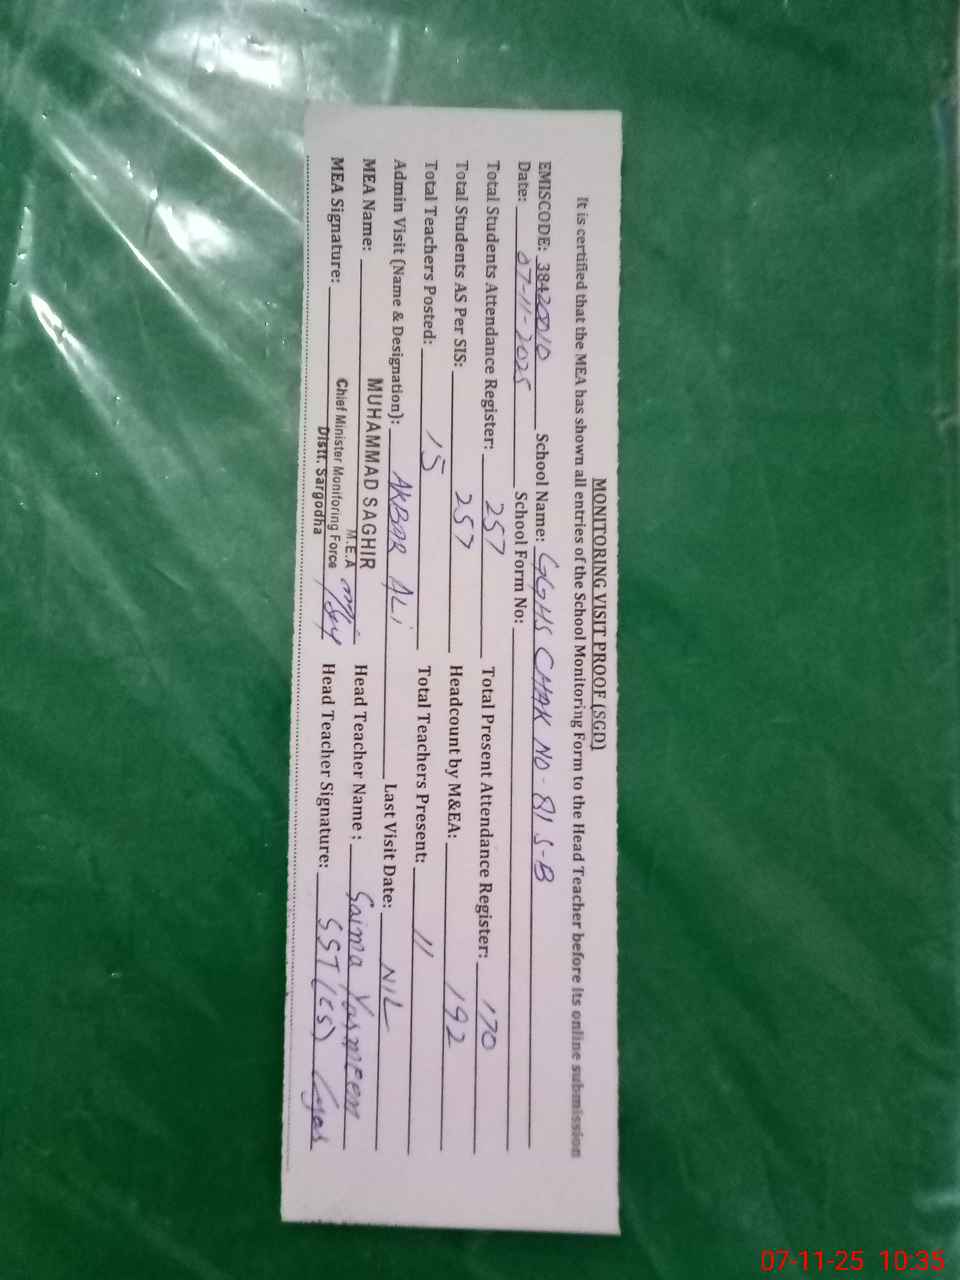 MONITORING VISIT PROOF (SGD)
It is certified that the MEA has shown all entries of the School Monitoring Form to the Head Teacher before its online submission
EMISCODE: 38420010 School Name: GGHS CHAK NO. 81 S-B
Date: 07-11-2025 School Form No:
Total Students Attendance Register: 257 Total Present Attendance Register: 170
Total Students AS Per SIS: 257 Headcount by M&EA: 192
Total Teachers Posted: 15 Total Teachers Present: 11
Admin Visit (Name & Designation): AKBAR ALi Last Visit Date: NIL
MEA Name: MUHAMMAD SAGHIR Head Teacher Name : Saima Yasmeen
M.E.A
MEA Signature: Chief Minister Monitoring Force Head Teacher Signature: SST (CS)
Distt. Sargodha
07-11-25 10:35